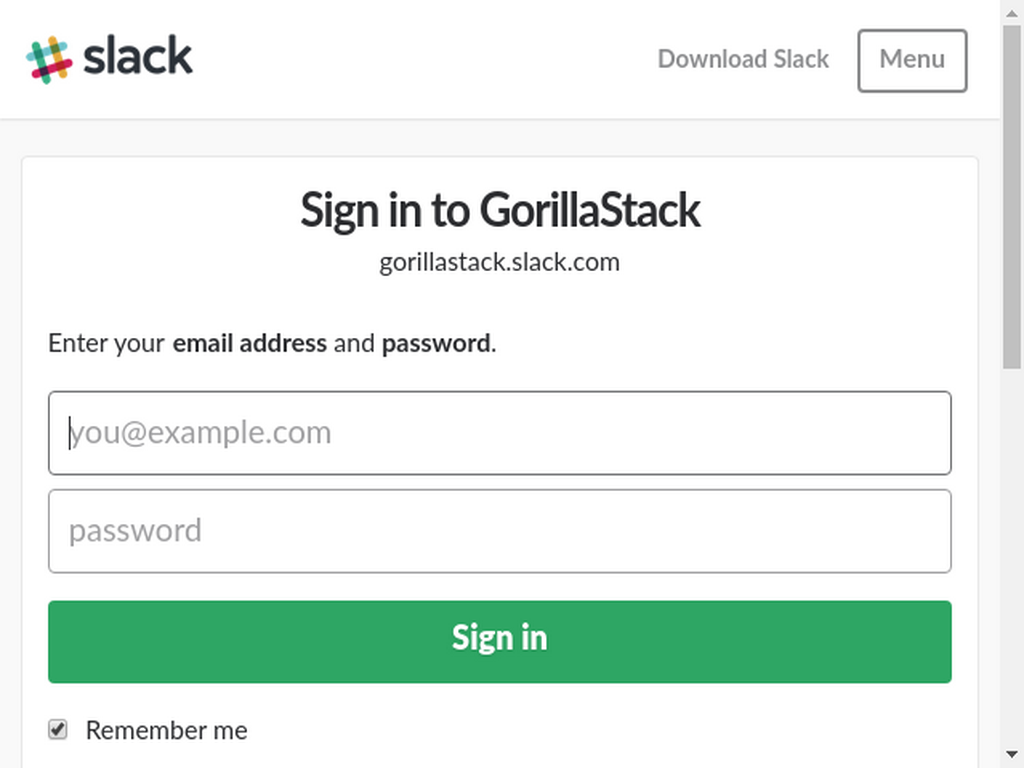 slack
Download Slack
Menu
Sign in to GorillaStack
gorillastack.slack.com
Enter your email address and password.
you@example.com
password
Sign in
Remember me